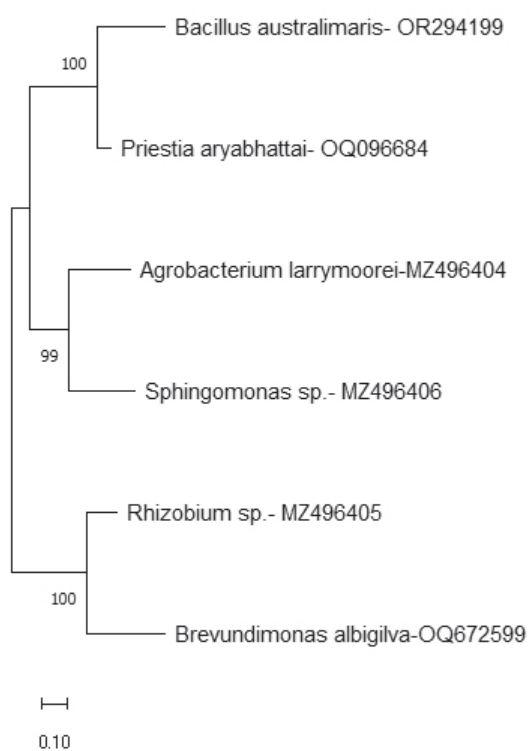 Bacillus australimaris- OR294199
100
Priestia aryabhattai- OQ096684
Agrobacterium larrymoorei-MZ496404
99
Sphingomonas sp.- MZ496406
Rhizobium sp.- MZ496405
100
Brevundimonas albigilva-OQ672599
0.10